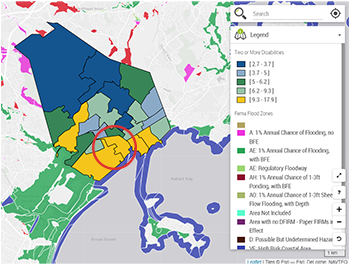 Search
Legend
Two or More Disabilities
[2.7 - 3.7]
[3.7 - 5]
[5 - 6.2]
[6.2 - 9.3]
[9.3 - 17.9]
Fema Flood Zones
A: 1% Annual Chance of Flooding, no
BFE
AE: 1% Annual Chance of Flooding,
with BFE
AE: Regulatory Floodway
AH: 1% Annual Chance of 1-3ft
Ponding, with BFE
AO: 1% Annual Chance of 1-3ft Sheet
Flow Flooding, with Depth
Area Not Included
Area with no DFIRM - Paper FIRMs in
Effect
D: Possible But Undetermined Hazard
VE: High Risk Coastal Area
1 km
Leaflet | Tiles © Esri — Esri, DeLorme, NAVTEQ